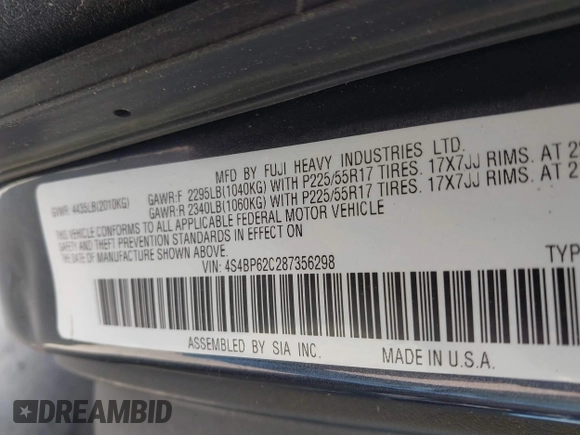 MFD BY FUJI HEAVY INDUSTRIES LTD.
GVWR: 4435LB(2010KG) GAWR:F 2295LB(1040KG) WITH P225/55R17 TIRES. 17X7JJ RIMS. AT
GAWR:R 2340LB(1060KG) WITH P225/55R17 TIRES. 17X7JJ RIMS. AT
THIS VEHICLE CONFORMS TO ALL APPLICABLE FEDERAL MOTOR VEHICLE
SAFETY, BUMPER, AND THEFT PREVENTION STANDARDS IN EFFECT ON THE
DATE OF MANUFACTURE SHOWN ABOVE.
VIN: 4S4BP62C287356298 TYP
ASSEMBLED BY SIA INC. MADE IN U.S.A.
DREAMBID